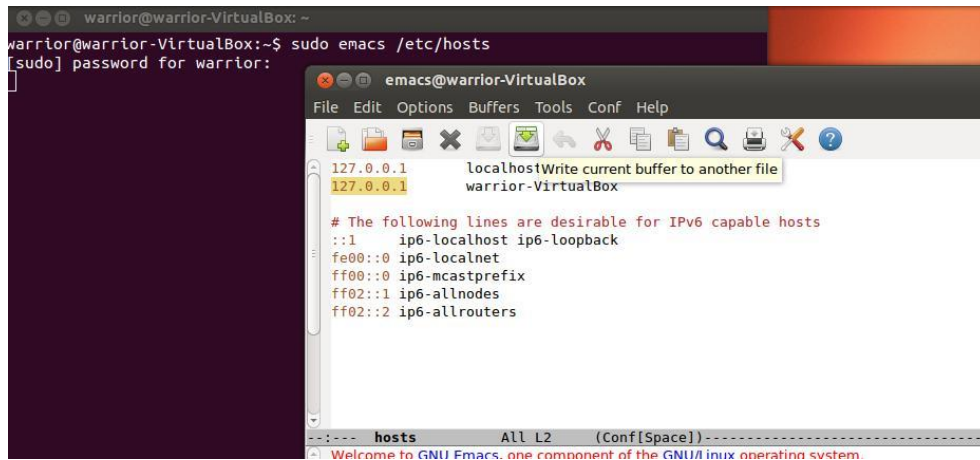 warrior@warrior-VirtualBox: ~
warrior@warrior-VirtualBox:~$ sudo emacs /etc/hosts
[sudo] password for warrior:
emacs@warrior-VirtualBox
File Edit Options Buffers Tools Conf Help
127.0.0.1 localhost
Write current buffer to another file
127.0.0.1 warrior-VirtualBox
# The following lines are desirable for IPv6 capable hosts
::1 ip6-localhost ip6-loopback
fe00::0 ip6-localnet
ff00::0 ip6-mcastprefix
ff02::1 ip6-allnodes
ff02::2 ip6-allrouters
--:--- hosts All L2 (Conf[Space])----------------------------------
Welcome to GNU Emacs, one component of the GNU/Linux operating system.